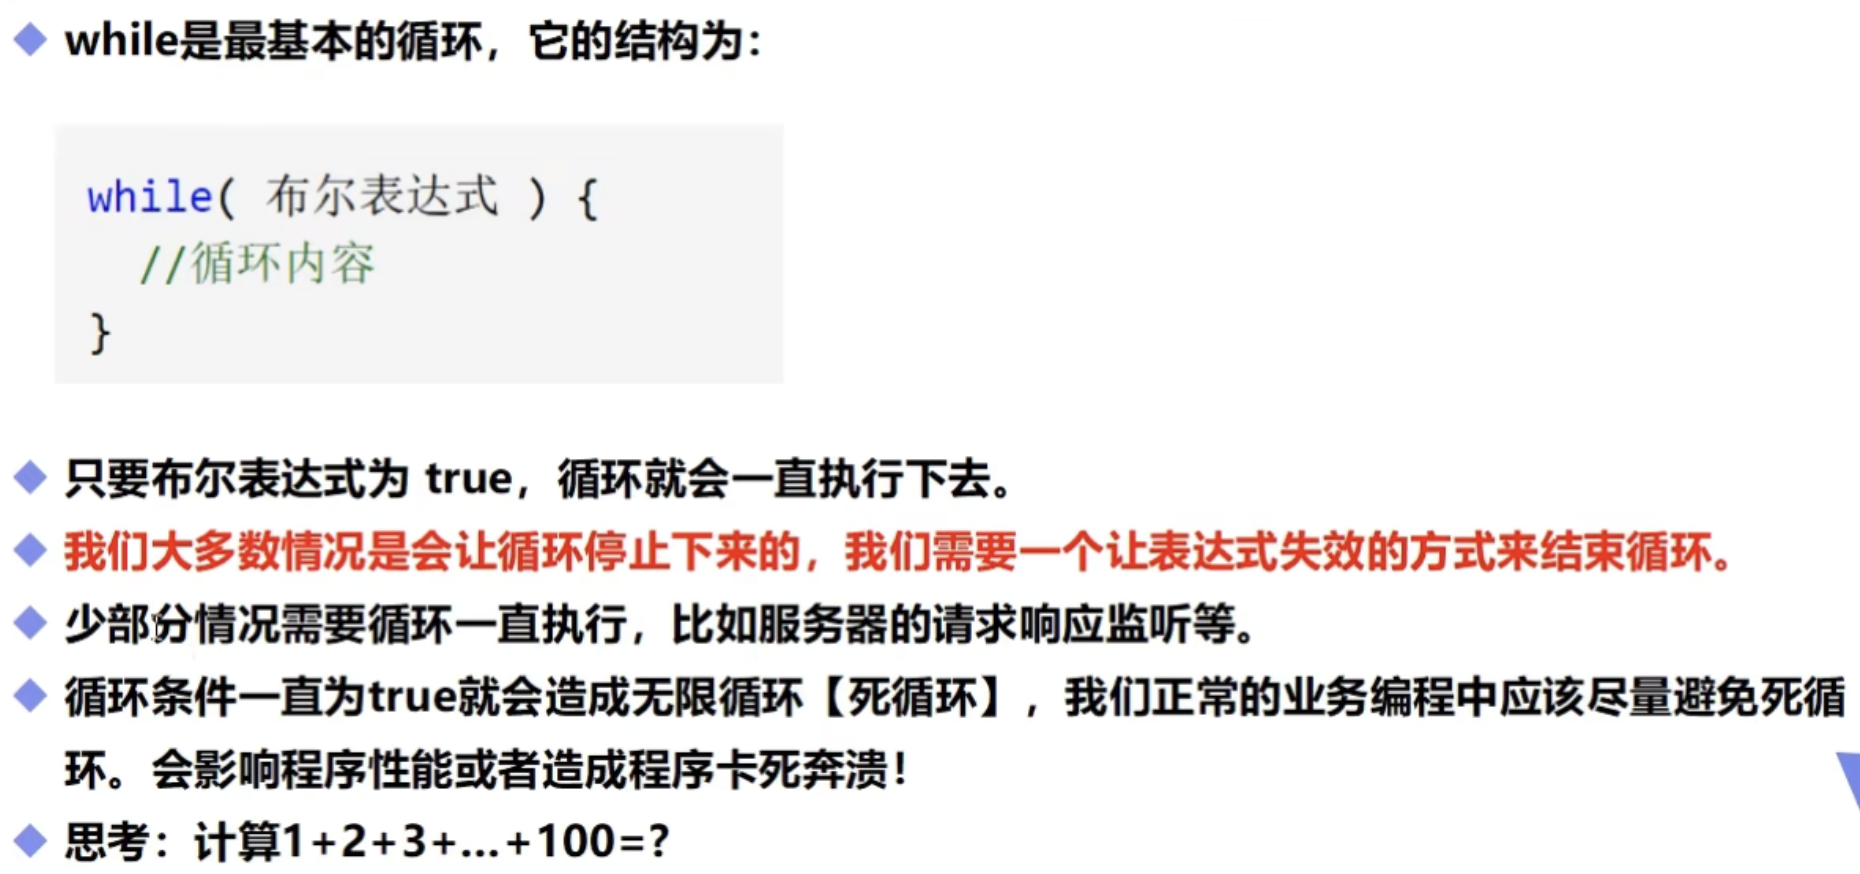 while是最基本的循环，它的结构为：
while( 布尔表达式 ) {
//循环内容
}
只要布尔表达式为 true，循环就会一直执行下去。
我们大多数情况是会让循环停止下来的，我们需要一个让表达式失效的方式来结束循环。
少部分情况需要循环一直执行，比如服务器的请求响应监听等。
循环条件一直为true就会造成无限循环【死循环】，我们正常的业务编程中应该尽量避免死循
环。会影响程序性能或者造成程序卡死奔溃！
思考：计算1+2+3+…+100=?